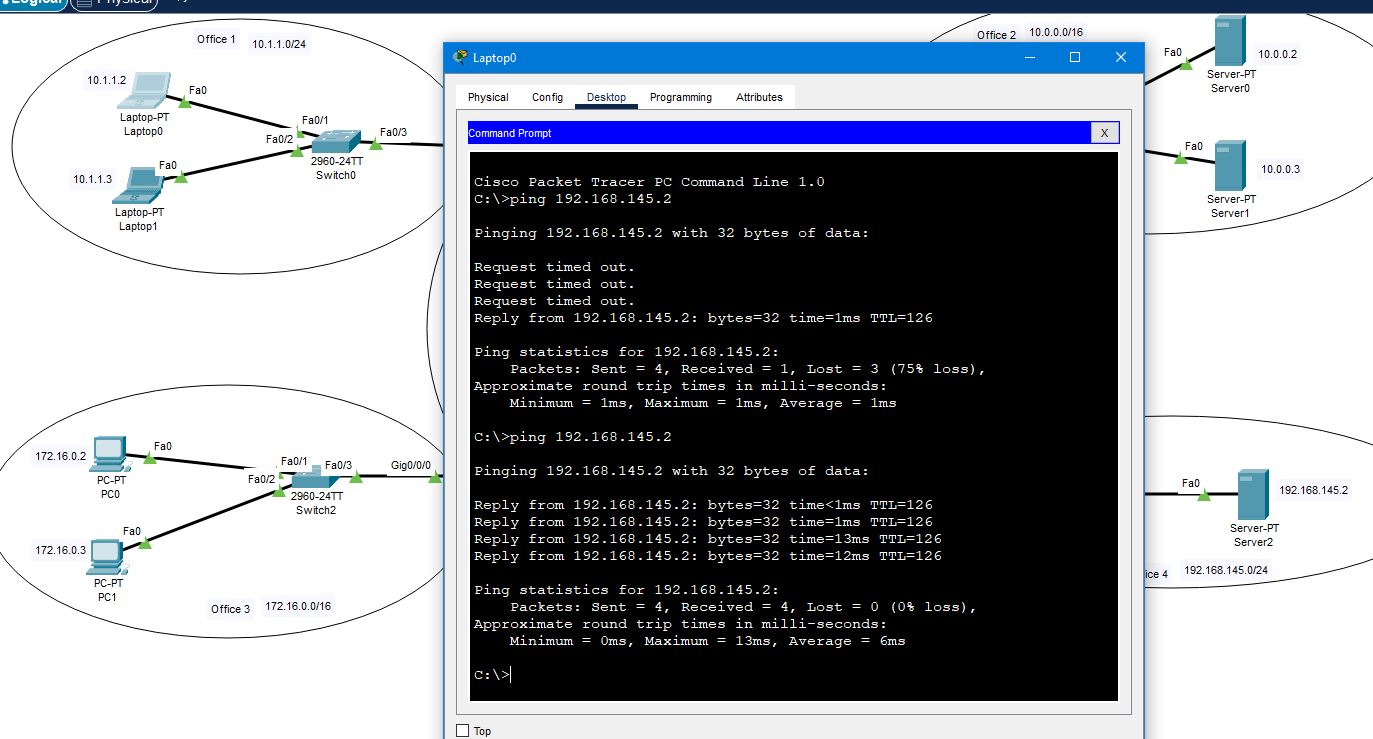 Logical
Physical
Office 1
10.1.1.0/24
10.1.1.2
Fa0
Laptop-PT
Laptop0
Fa0/1
Fa0/2
Fa0/3
2960-24TT
Switch0
10.1.1.3
Fa0
Laptop-PT
Laptop1
Office 2
10.0.0.0/16
Fa0
10.0.0.2
Server-PT
Server0
Fa0
10.0.0.3
Server-PT
Server1
Laptop0
Physical Config Desktop Programming Attributes
Command Prompt
X
Cisco Packet Tracer PC Command Line 1.0
C:\>ping 192.168.145.2
Pinging 192.168.145.2 with 32 bytes of data:
Request timed out.
Request timed out.
Request timed out.
Reply from 192.168.145.2: bytes=32 time=1ms TTL=126
Ping statistics for 192.168.145.2:
Packets: Sent = 4, Received = 1, Lost = 3 (75% loss),
Approximate round trip times in milli-seconds:
Minimum = 1ms, Maximum = 1ms, Average = 1ms
C:\>ping 192.168.145.2
Pinging 192.168.145.2 with 32 bytes of data:
Reply from 192.168.145.2: bytes=32 time<1ms TTL=126
Reply from 192.168.145.2: bytes=32 time=1ms TTL=126
Reply from 192.168.145.2: bytes=32 time=13ms TTL=126
Reply from 192.168.145.2: bytes=32 time=12ms TTL=126
Ping statistics for 192.168.145.2:
Packets: Sent = 4, Received = 4, Lost = 0 (0% loss),
Approximate round trip times in milli-seconds:
Minimum = 0ms, Maximum = 13ms, Average = 6ms
C:\>
Top
172.16.0.2
Fa0
PC-PT
PC0
Fa0/1
Fa0/2
Fa0/3
Gig0/0/0
2960-24TT
Switch2
172.16.0.3
Fa0
PC-PT
PC1
Office 3
172.16.0.0/16
Fa0
192.168.145.2
Server-PT
Server2
ice 4
192.168.145.0/24